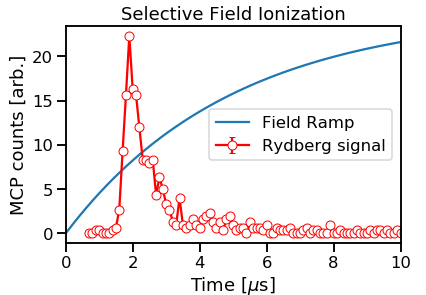 Selective Field Ionization
MCP counts [arb.]
20
15
10
5
0
Field Ramp
Rydberg signal
0 2 4 6 8 10
Time [μs]